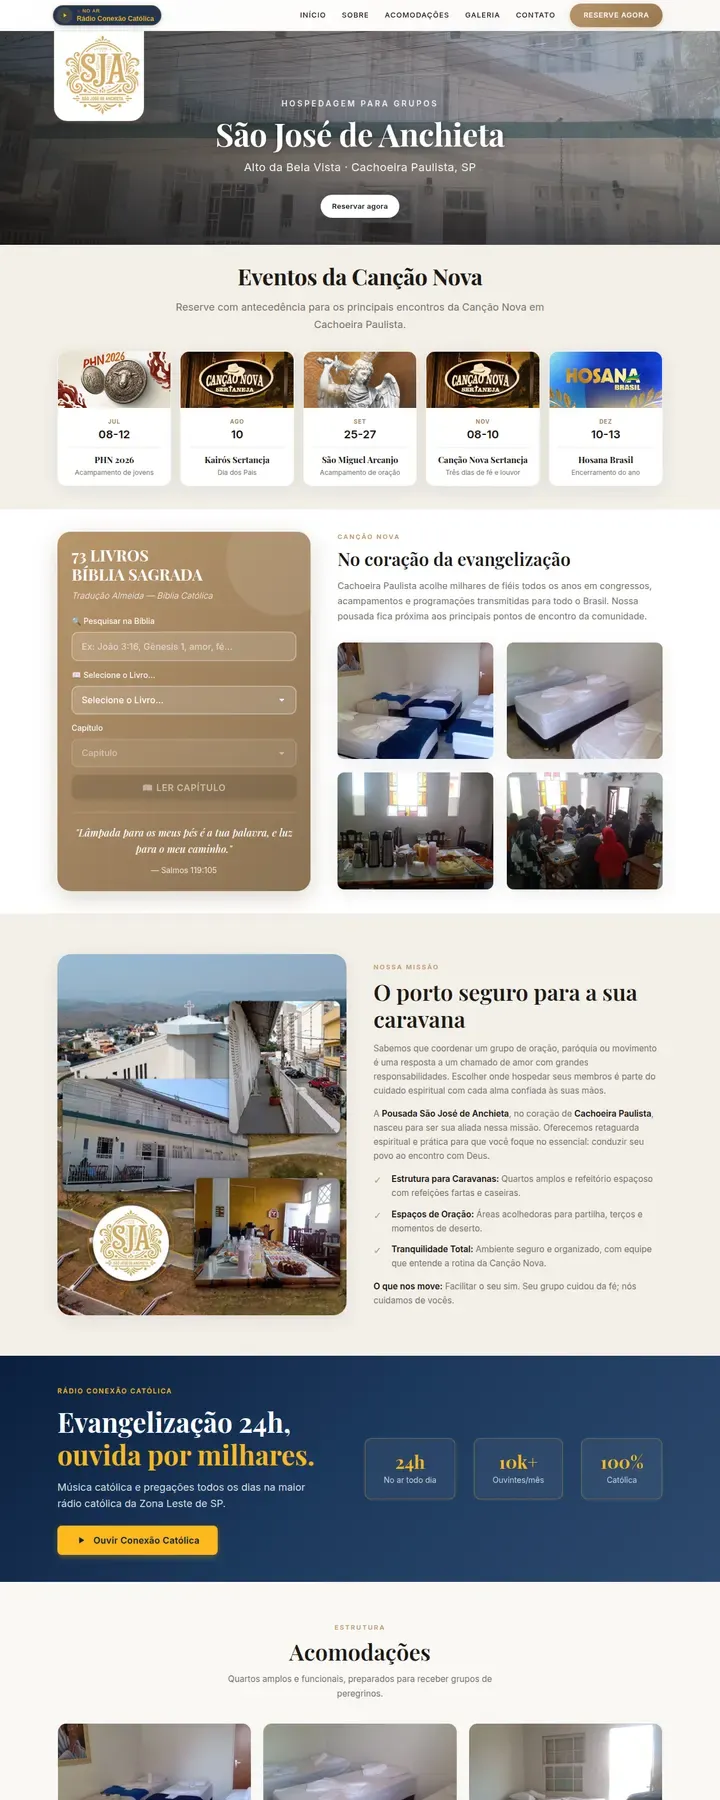 NO AR
Rádio Conexão Católica
INÍCIO
SOBRE
ACOMODAÇÕES
GALERIA
CONTATO
RESERVE AGORA
SJA
SÃO JOSÉ DE ANCHIETA
HOSPEDAGEM PARA GRUPOS
São José de Anchieta
Alto da Bela Vista · Cachoeira Paulista, SP
Reservar agora
Eventos da Canção Nova
Reserve com antecedência para os principais encontros da Canção Nova em
Cachoeira Paulista.
PHN 2026
JUL
08-12
PHN 2026
Acampamento de jovens
CANÇÃO NOVA
SERTANEJA
AGO
10
Kairós Sertaneja
Dia dos Pais
SET
25-27
São Miguel Arcanjo
Acampamento de oração
CANÇÃO NOVA
SERTANEJA
NOV
08-10
Canção Nova Sertaneja
Três dias de fé e louvor
HOSANA
BRASIL
DEZ
10-13
Hosana Brasil
Encerramento do ano
73 LIVROS
BÍBLIA SAGRADA
Tradução Almeida — Bíblia Católica
Pesquisar na Bíblia
Ex: João 3:16, Gênesis 1, amor, fé...
Selecione o Livro...
Selecione o Livro...
Capítulo
Capítulo
LER CAPÍTULO
"Lâmpada para os meus pés é a tua palavra, e luz
para o meu caminho."
— Salmos 119:105
CANÇÃO NOVA
No coração da evangelização
Cachoeira Paulista acolhe milhares de fiéis todos os anos em congressos,
acampamentos e programações transmitidas para todo o Brasil. Nossa
pousada fica próxima aos principais pontos de encontro da comunidade.
SJA
SÃO JOSÉ DE ANCHIETA
NOSSA MISSÃO
O porto seguro para a sua
caravana
Sabemos que coordenar um grupo de oração, paróquia ou movimento
é uma resposta a um chamado de amor com grandes
responsabilidades. Escolher onde hospedar seus membros é parte do
cuidado espiritual com cada alma confiada às suas mãos.
A Pousada São José de Anchieta, no coração de Cachoeira Paulista,
nasceu para ser sua aliada nessa missão. Oferecemos retaguarda
espiritual e prática para que você foque no essencial: conduzir seu
povo ao encontro com Deus.
✓ Estrutura para Caravanas: Quartos amplos e refeitório espaçoso
com refeições fartas e caseiras.
✓ Espaços de Oração: Áreas acolhedoras para partilha, terços e
momentos de deserto.
✓ Tranquilidade Total: Ambiente seguro e organizado, com equipe
que entende a rotina da Canção Nova.
O que nos move: Facilitar o seu sim. Seu grupo cuidou da fé; nós
cuidamos de vocês.
RÁDIO CONEXÃO CATÓLICA
Evangelização 24h,
ouvida por milhares.
Música católica e pregações todos os dias na maior
rádio católica da Zona Leste de SP.
Ouvir Conexão Católica
24h
No ar todo dia
10k+
Ouvintes/mês
100%
Católica
ESTRUTURA
Acomodações
Quartos amplos e funcionais, preparados para receber grupos de
peregrinos.